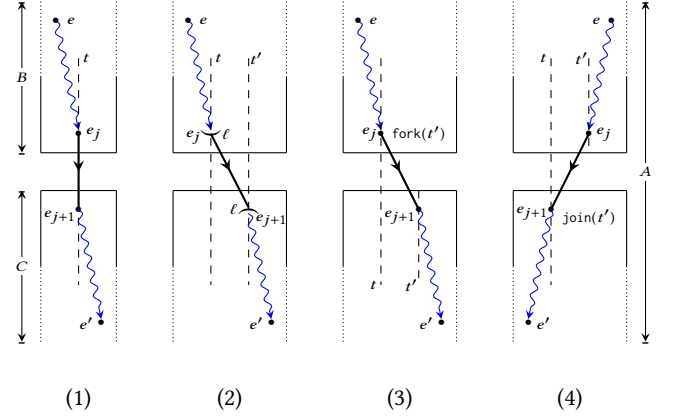 e e e e
t t t′ t t′
B
e_j e_j ℓ e_j fork(t′) e_j
A
e_{j+1} ℓ e_{j+1} e_{j+1} e_{j+1} join(t′)
C
t t′
e′ e′ e′ e′
(1) (2) (3) (4)